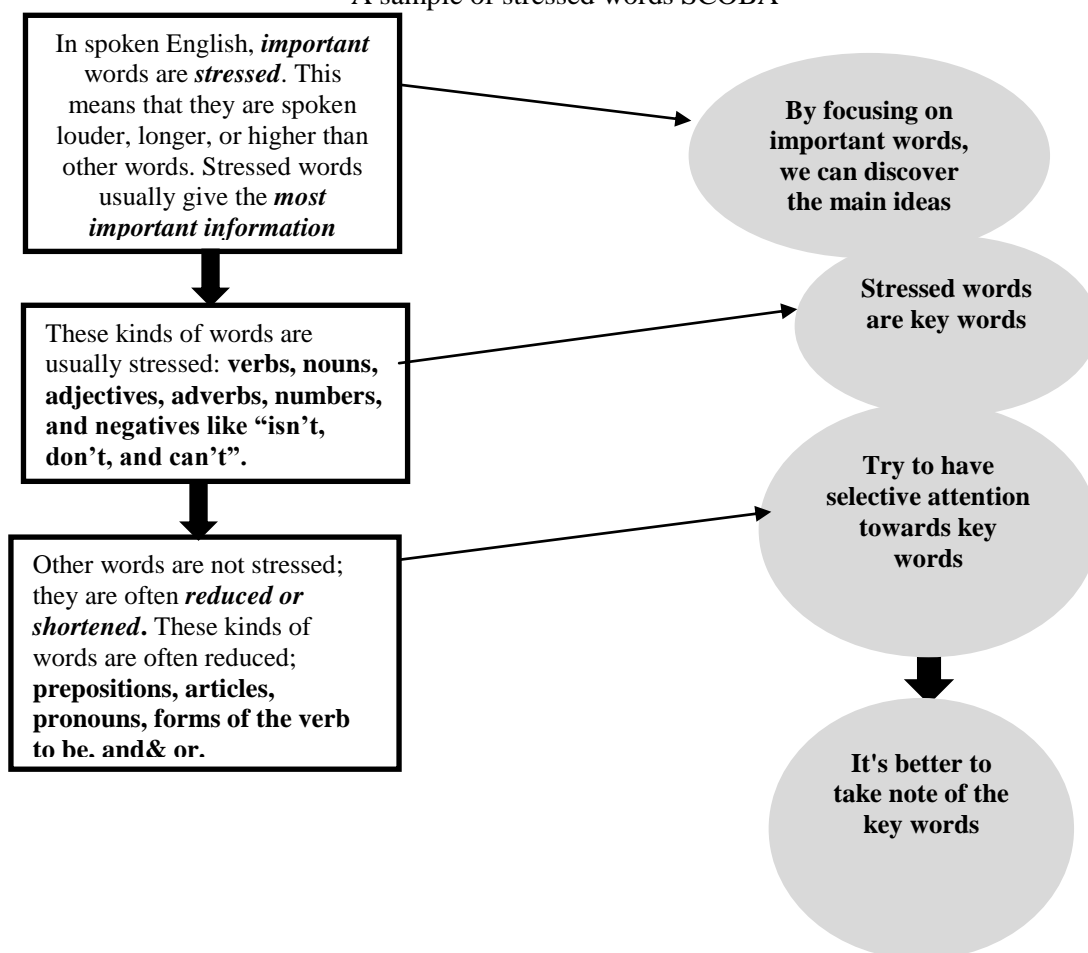 A sample of stressed words SCOBA
In spoken English, important
words are stressed. This
means that they are spoken
louder, longer, or higher than
other words. Stressed words
usually give the most
important information
By focusing on
important words,
we can discover
the main ideas
These kinds of words are
usually stressed: verbs, nouns,
adjectives, adverbs, numbers,
and negatives like “isn’t,
don’t, and can’t”.
Stressed words
are key words
Other words are not stressed;
they are often reduced or
shortened. These kinds of
words are often reduced;
prepositions, articles,
pronouns, forms of the verb
to be, and& or.
Try to have
selective attention
towards key
words
It's better to
take note of the
key words